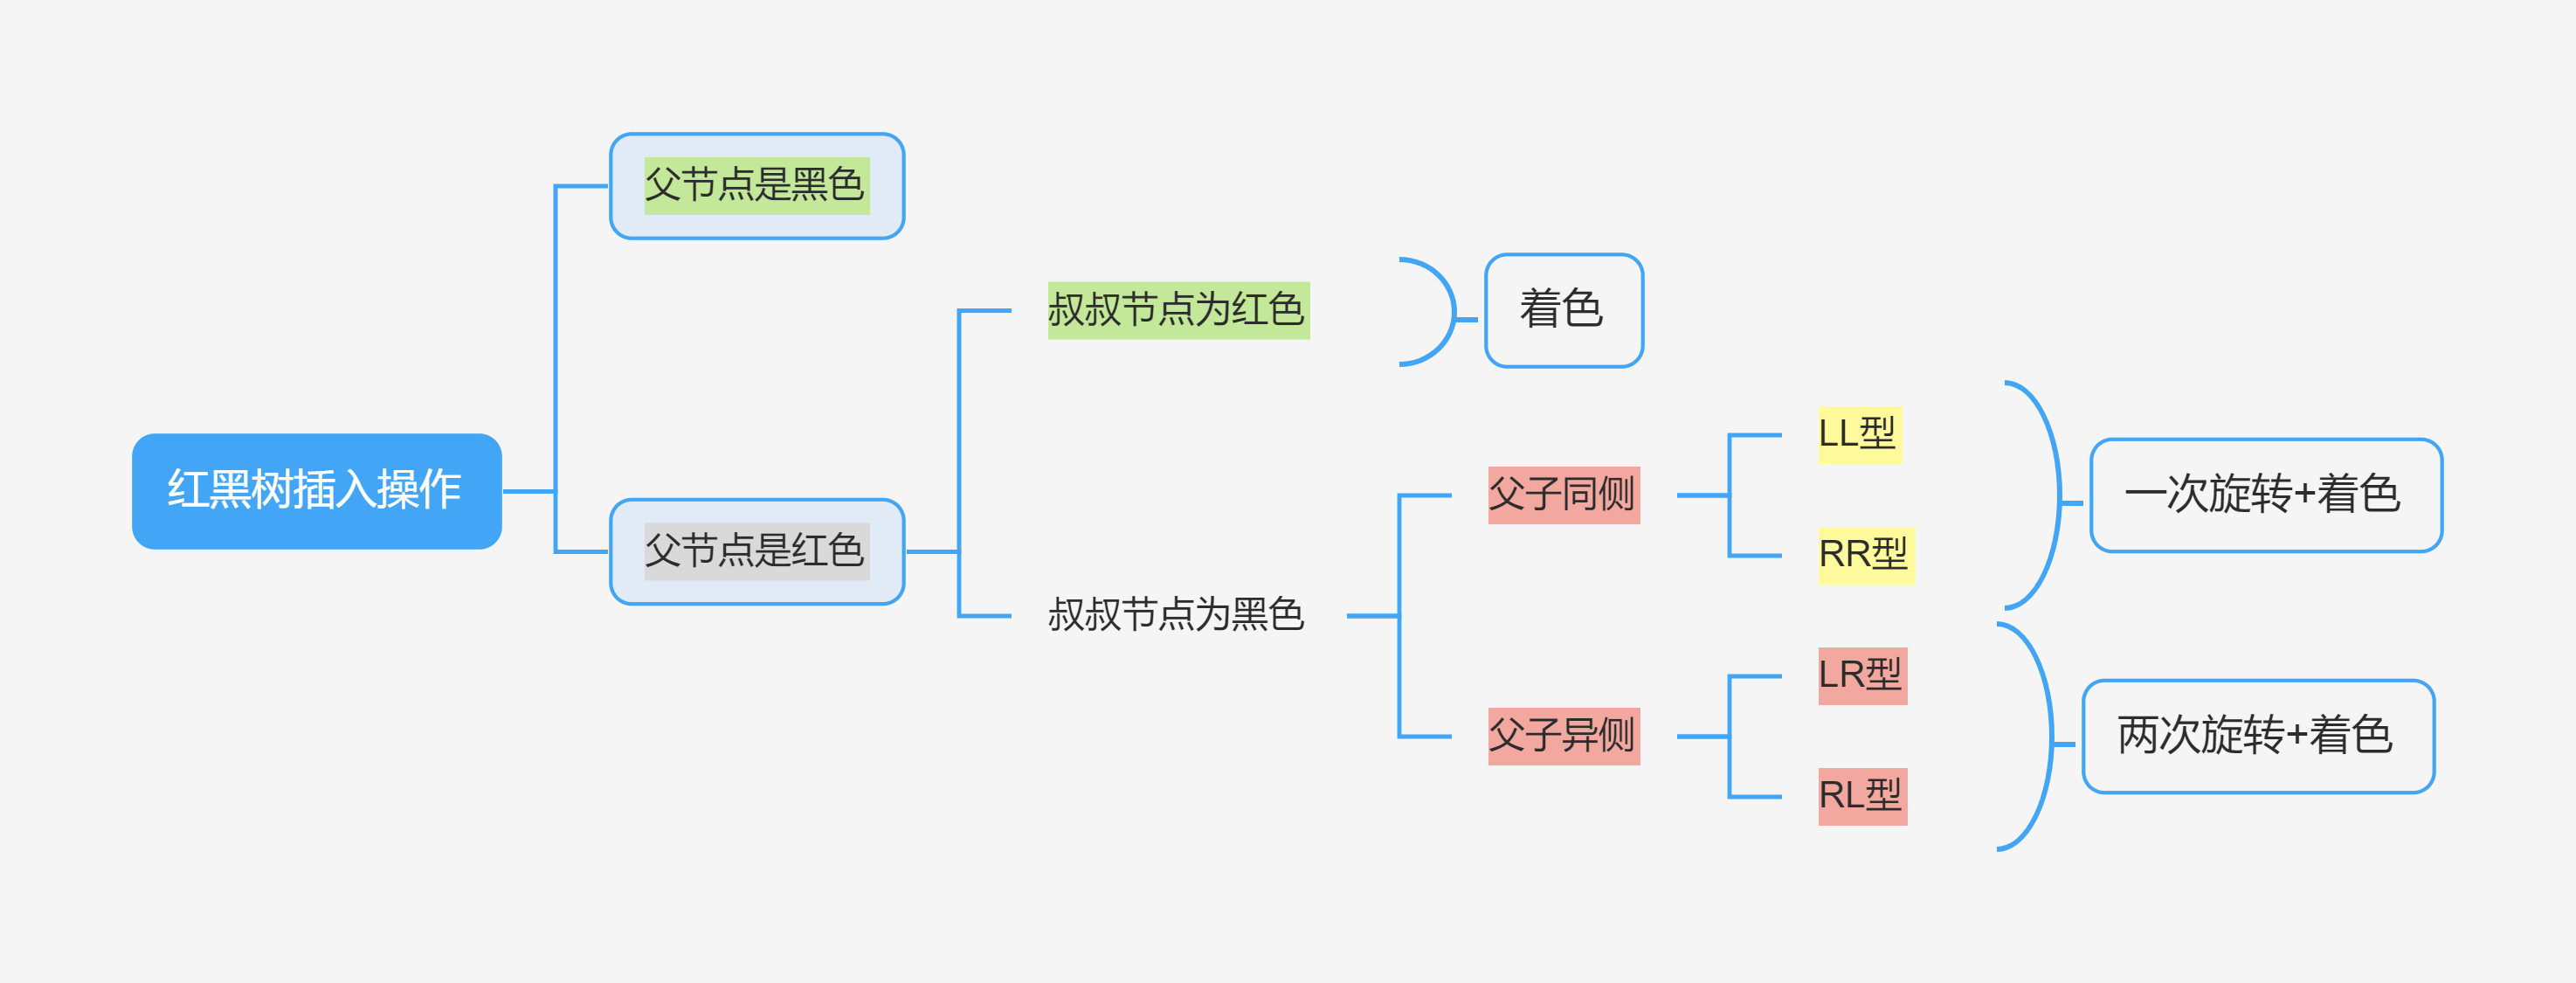 红黑树插入操作
父节点是黑色
父节点是红色
叔叔节点为红色
着色
叔叔节点为黑色
父子同侧
LL型
RR型
一次旋转+着色
父子异侧
LR型
RL型
两次旋转+着色